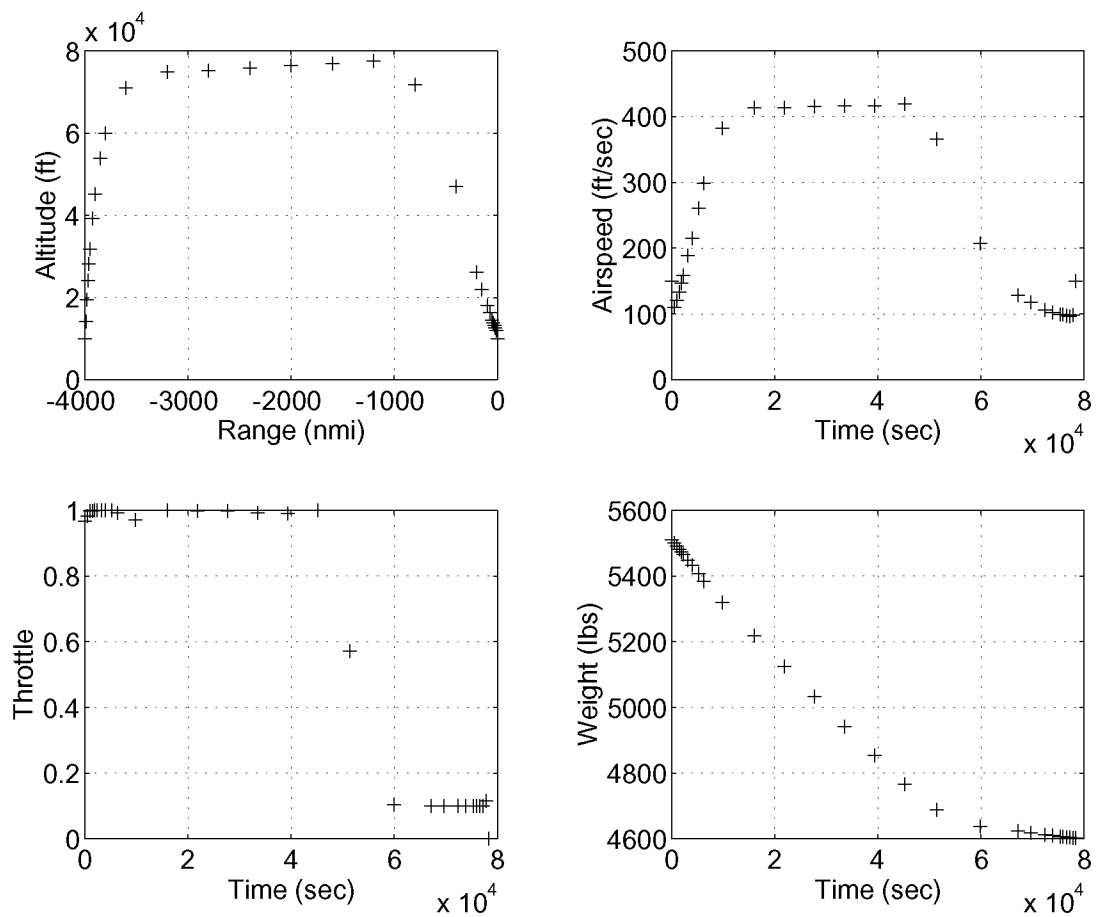 x 10^4
8
6
4
2
0
Altitude (ft)
-4000 -3000 -2000 -1000 0
Range (nmi)
500
400
300
200
100
0
Airspeed (ft/sec)
0 2 4 6 8
Time (sec)
x 10^4
1
0.8
0.6
0.4
0.2
0
Throttle
0 2 4 6 8
Time (sec)
x 10^4
5600
5400
5200
5000
4800
4600
Weight (lbs)
0 2 4 6 8
Time (sec)
x 10^4